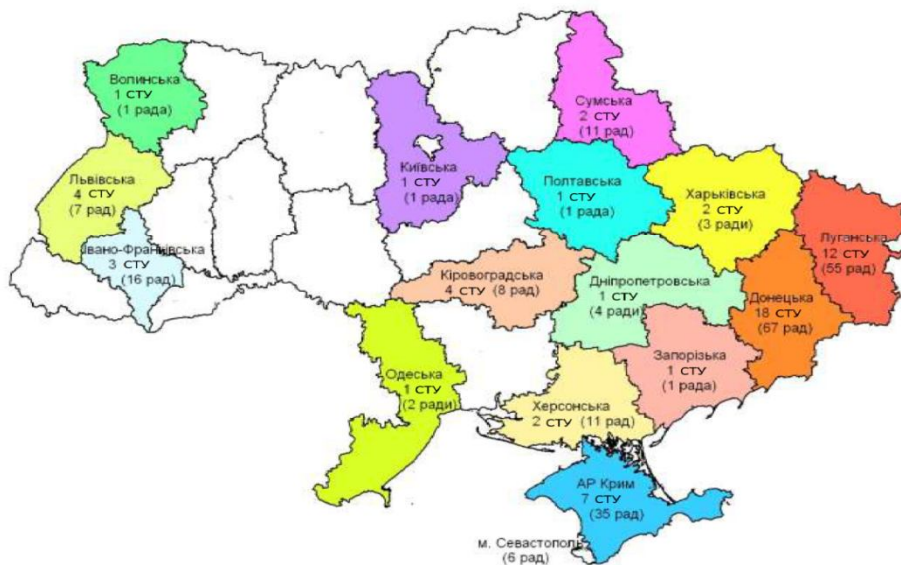 Волинська
1 СТУ
(1 рада)
Сумська
2 СТУ
(11 рад)
Київська
1 СТУ
(1 рада)
Львівська
4 СТУ
(7 рад)
Полтавська
1 СТУ
(1 рада)
Харьківська
2 СТУ
(3 ради)
Луганська
12 СТУ
(55 рад)
Івано-Франківська
3 СТУ
(16 рад)
Кіровоградська
4 СТУ (8 рад)
Дніпропетровська
1 СТУ
(4 ради)
Донецька
18 СТУ
(67 рад)
Запорізька
1 СТУ
(1 рада)
Одеська
1 СТУ
(2 ради)
Херсонська
2 СТУ (11 рад)
АР Крим
7 СТУ
(35 рад)
м. Севастополь
(6 рад)